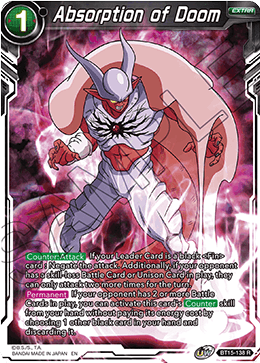 1
Absorption of Doom
EXTRA
Counter:Attack If your Leader Card is a black <Fin>
card : Negate the attack. Additionally, if your opponent
has a skill-less Battle Card or Unison Card in play, they
can only attack two more times for the turn.
Permanent If your opponent has 2 or more Battle
Cards in play, you can activate this card's Counter skill
from your hand without paying its energy cost by
choosing 1 other black card in your hand and
discarding it.
©B.S./S., T.A.
BANDAI MADE IN JAPAN EN
BT15-138 R